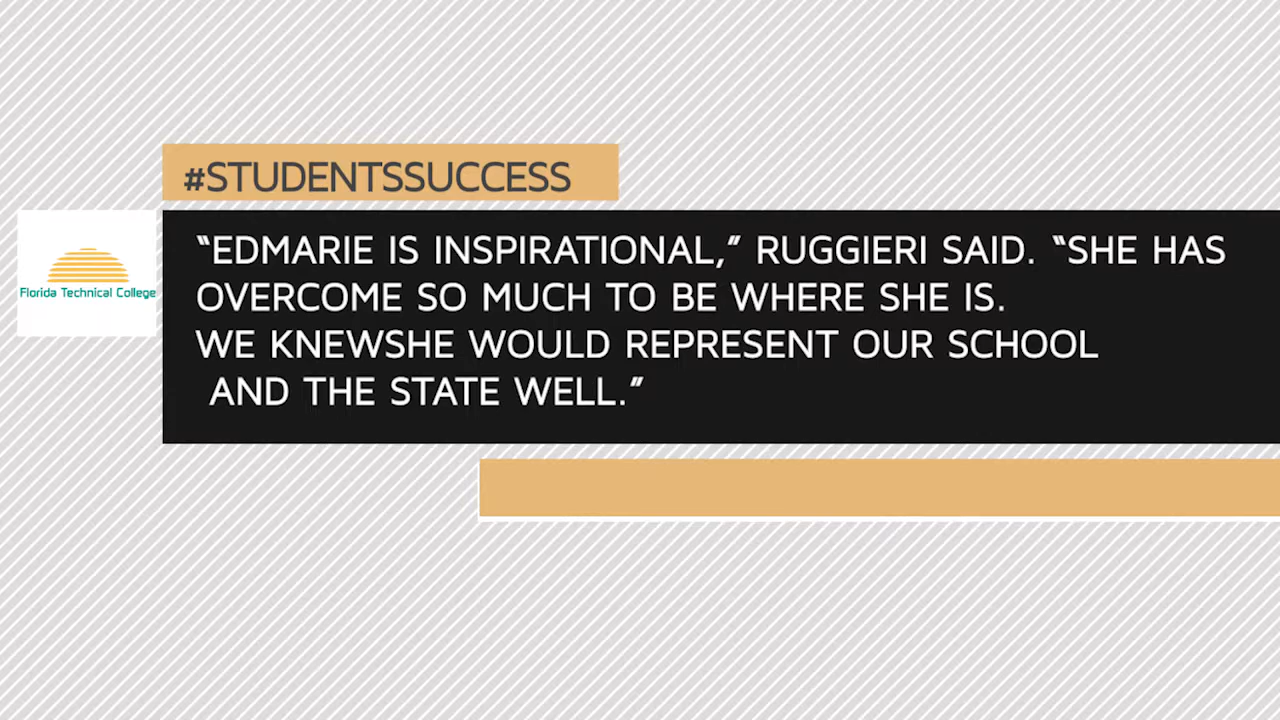 #STUDENTSSUCCESS
Florida Technical College
“EDMARIE IS INSPIRATIONAL,” RUGGIERI SAID. “SHE HAS
OVERCOME SO MUCH TO BE WHERE SHE IS.
WE KNEWSHE WOULD REPRESENT OUR SCHOOL
AND THE STATE WELL.”